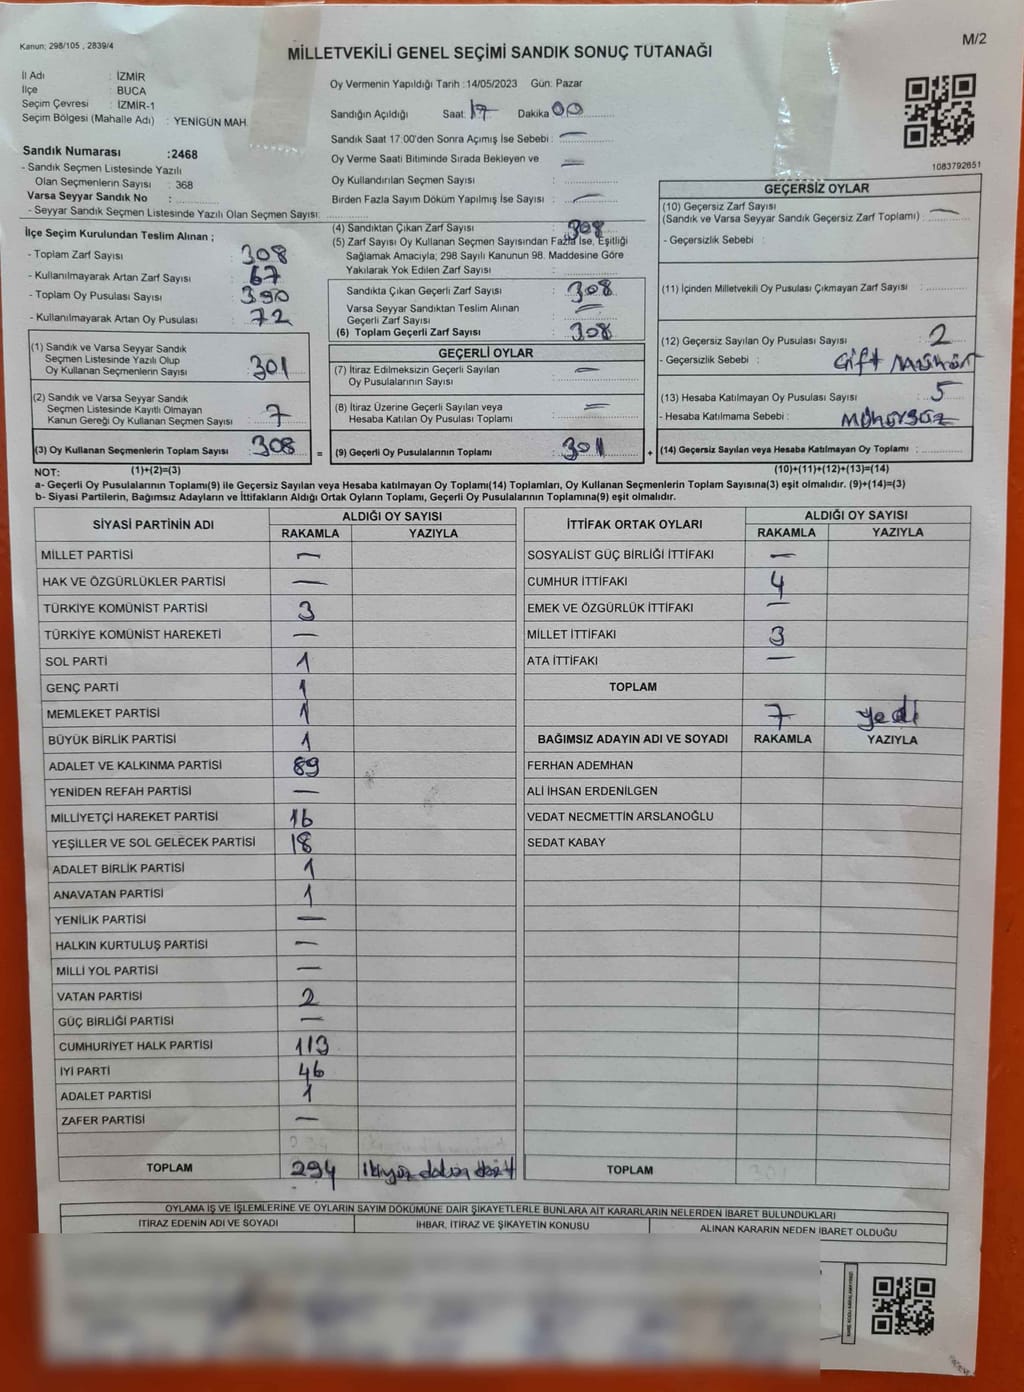 Kanun; 298/105 , 2839/4
MİLLETVEKİLİ GENEL SEÇİMİ SANDIK SONUÇ TUTANAĞI
M/2
İl Adı : İZMİR
İlçe : BUCA
Seçim Çevresi : İZMİR-1
Seçim Bölgesi (Mahalle Adı) : YENİGÜN MAH.
Sandık Numarası :2468
- Sandık Seçmen Listesinde Yazılı
Olan Seçmenlerin Sayısı : 368
Varsa Seyyar Sandık No :
- Seyyar Sandık Seçmen Listesinde Yazılı Olan Seçmen Sayısı:
Oy Vermenin Yapıldığı Tarih :14/05/2023 Gün: Pazar
Sandığın Açıldığı Saat: 17 Dakika 00
Sandık Saat 17:00'den Sonra Açımış İse Sebebi : —
Oy Verme Saati Bitiminde Sırada Bekleyen ve
Oy Kullandırılan Seçmen Sayısı : —
Birden Fazla Sayım Döküm Yapılmış İse Sayısı : —
1083792651
İlçe Seçim Kurulundan Teslim Alınan ;
- Toplam Zarf Sayısı : 308
- Kullanılmayarak Artan Zarf Sayısı : 67
- Toplam Oy Pusulası Sayısı : 390
- Kullanılmayarak Artan Oy Pusulası : 72
(4) Sandıktan Çıkan Zarf Sayısı : 308
(5) Zarf Sayısı Oy Kullanan Seçmen Sayısından Fazla İse, Eşitliği
Sağlamak Amacıyla; 298 Sayılı Kanunun 98. Maddesine Göre
Yakılarak Yok Edilen Zarf Sayısı :
Sandıkta Çıkan Geçerli Zarf Sayısı : 308
Varsa Seyyar Sandıktan Teslim Alınan
Geçerli Zarf Sayısı : —
(6) Toplam Geçerli Zarf Sayısı : 308
GEÇERSİZ OYLAR
(10) Geçersiz Zarf Sayısı
(Sandık ve Varsa Seyyar Sandık Geçersiz Zarf Toplamı) : —
- Geçersizlik Sebebi :
(11) İçinden Milletvekili Oy Pusulası Çıkmayan Zarf Sayısı :
(12) Geçersiz Sayılan Oy Pusulası Sayısı : 2
- Geçersizlik Sebebi : Çift Mühür
(13) Hesaba Katılmayan Oy Pusulası Sayısı : 5
- Hesaba Katılmama Sebebi : Mühürsüz
(14) Geçersiz Sayılan veya Hesaba Katılmayan Oy Toplamı :
(1) Sandık ve Varsa Seyyar Sandık
Seçmen Listesinde Yazılı Olup
Oy Kullanan Seçmenlerin Sayısı : 301
(2) Sandık ve Varsa Seyyar Sandık
Seçmen Listesinde Kayıtlı Olmayan
Kanun Gereği Oy Kullanan Seçmen Sayısı : 7
(3) Oy Kullanan Seçmenlerin Toplam Sayısı : 308 =
GEÇERLİ OYLAR
(7) İtiraz Edilmeksizin Geçerli Sayılan
Oy Pusulalarının Sayısı : —
(8) İtiraz Üzerine Geçerli Sayılan veya
Hesaba Katılan Oy Pusulaları Toplamı : —
(9) Geçerli Oy Pusulalarının Toplamı : 301 +
NOT: (1)+(2)=(3)
(10)+(11)+(12)+(13)=(14)
a- Geçerli Oy Pusulalarının Toplamı(9) ile Geçersiz Sayılan veya Hesaba katılmayan Oy Toplamı(14) Toplamları, Oy Kullanan Seçmenlerin Toplam Sayısına(3) eşit olmalıdır. (9)+(14)=(3)
b- Siyasi Partilerin, Bağımsız Adayların ve İttifakların Aldığı Ortak Oyların Toplamı, Geçerli Oy Pusulalarının Toplamına(9) eşit olmalıdır.
SİYASİ PARTİNİN ADI ALDIĞI OY SAYISI
RAKAMLA YAZIYLA
MİLLET PARTİSİ —
HAK VE ÖZGÜRLÜKLER PARTİSİ —
TÜRKİYE KOMÜNİST PARTİSİ 3
TÜRKİYE KOMÜNİST HAREKETİ —
SOL PARTİ 1
GENÇ PARTİ 1
MEMLEKET PARTİSİ 1
BÜYÜK BİRLİK PARTİSİ 1
ADALET VE KALKINMA PARTİSİ 89
YENİDEN REFAH PARTİSİ —
MİLLİYETÇİ HAREKET PARTİSİ 16
YEŞİLLER VE SOL GELECEK PARTİSİ 18
ADALET BİRLİK PARTİSİ 1
ANAVATAN PARTİSİ 1
YENİLİK PARTİSİ —
HALKIN KURTULUŞ PARTİSİ —
MİLLİ YOL PARTİSİ —
VATAN PARTİSİ 2
GÜÇ BİRLİĞİ PARTİSİ —
CUMHURİYET HALK PARTİSİ 113
İYİ PARTİ 46
ADALET PARTİSİ 1
ZAFER PARTİSİ —
TOPLAM 294 ikiyüz doksan dört
İTTİFAK ORTAK OYLARI ALDIĞI OY SAYISI
RAKAMLA YAZIYLA
SOSYALİST GÜÇ BİRLİĞİ İTTİFAKI —
CUMHUR İTTİFAKI 4
EMEK VE ÖZGÜRLÜK İTTİFAKI —
MİLLET İTTİFAKI 3
ATA İTTİFAKI —
TOPLAM
7 yedi
BAĞIMSIZ ADAYIN ADI VE SOYADI RAKAMLA YAZIYLA
FERHAN ADEMHAN
ALİ İHSAN ERDENİLGEN
VEDAT NECMETTİN ARSLANOĞLU
SEDAT KABAY
TOPLAM
OYLAMA İŞ VE İŞLEMLERİNE VE OYLARIN SAYIM DÖKÜMÜNE DAİR ŞİKAYETLERLE BUNLARA AİT KARARLARIN NELERDEN İBARET BULUNDUKLARI
İTİRAZ EDENİN ADI VE SOYADI İHBAR, İTİRAZ VE ŞİKAYETİN KONUSU ALINAN KARARIN NEDEN İBARET OLDUĞU